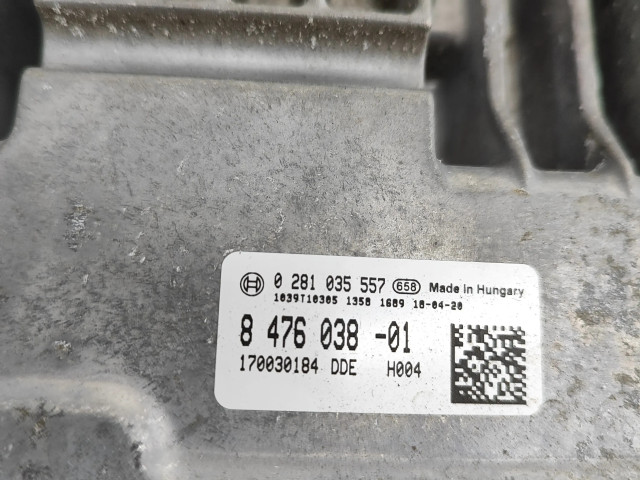 0 281 035 557 658 Made in Hungary
1039T10305 1358 1689 18-04-20
8 476 038 -01
170030184 DDE H004